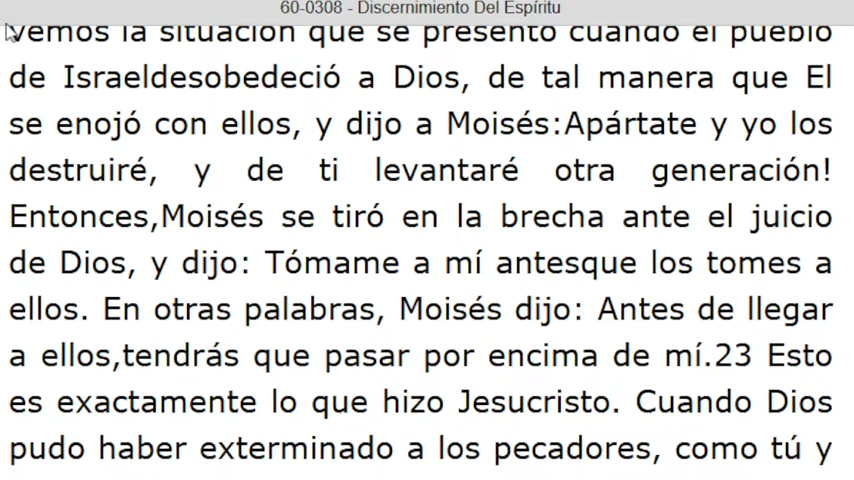 60-0308 - Discernimiento Del Espíritu
Vemos la situación que se presentó cuando el pueblo
de Israeldesobedeció a Dios, de tal manera que El
se enojó con ellos, y dijo a Moisés:Apártate y yo los
destruiré, y de ti levantaré otra generación!
Entonces,Moisés se tiró en la brecha ante el juicio
de Dios, y dijo: Tómame a mí antesque los tomes a
ellos. En otras palabras, Moisés dijo: Antes de llegar
a ellos,tendrás que pasar por encima de mí.23 Esto
es exactamente lo que hizo Jesucristo. Cuando Dios
pudo haber exterminado a los pecadores, como tú y